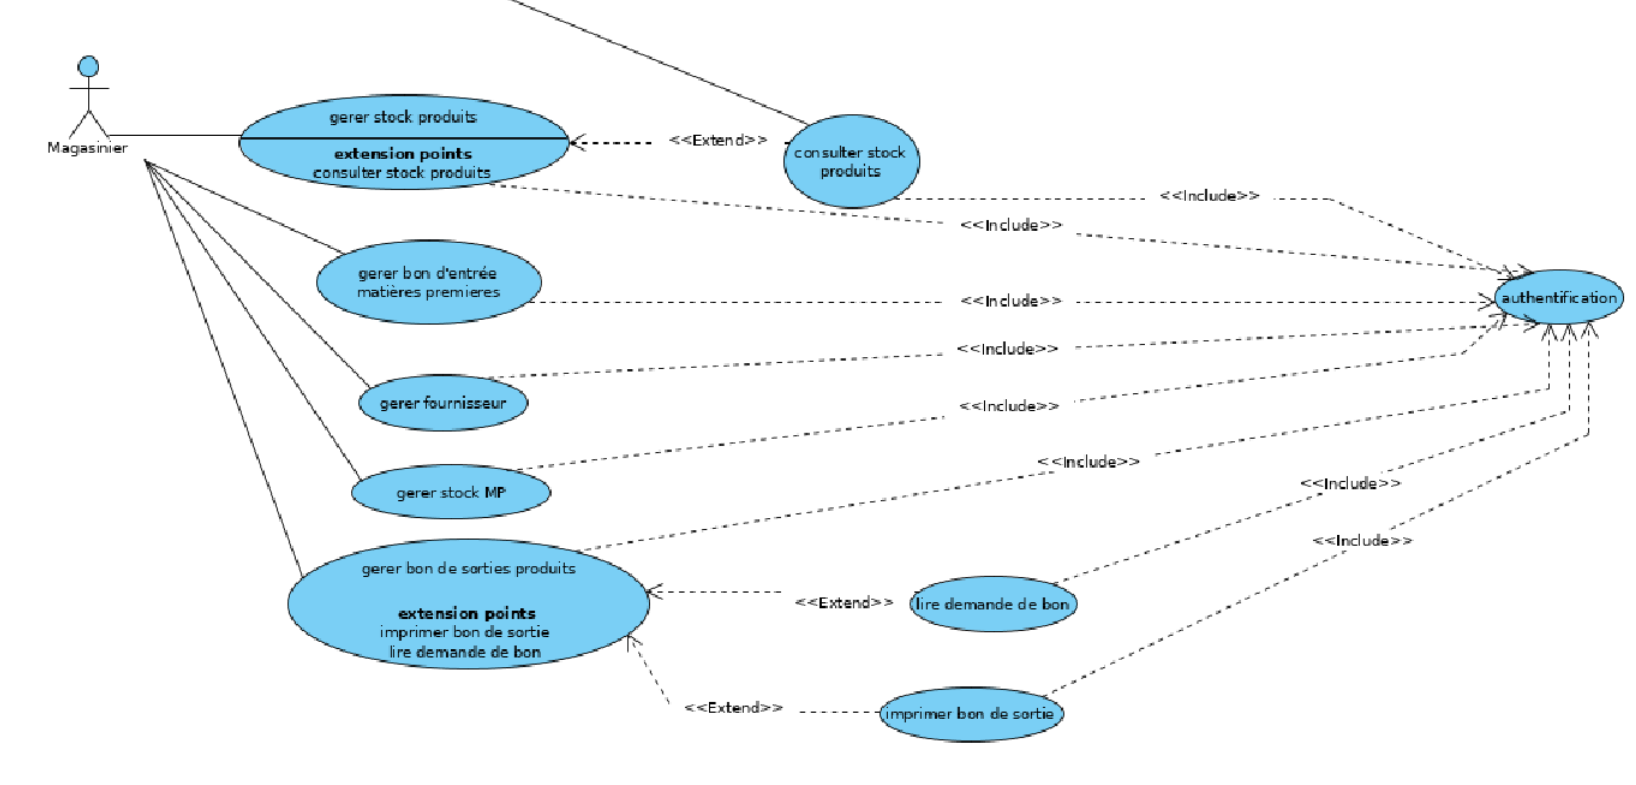 Magasinier
gerer stock produits
extension points
consulter stock produits
<<Extend>>
consulter stock
produits
<<Include>>
<<Include>>
gerer bon d'entrée
matières premieres
<<Include>>
authentification
<<Include>>
gerer fournisseur
<<Include>>
gerer stock MP
<<Include>>
<<Include>>
<<Include>>
gerer bon de sorties produits
extension points
imprimer bon de sortie
lire demande de bon
<<Extend>>
lire demande de bon
<<Extend>>
imprimer bon de sortie